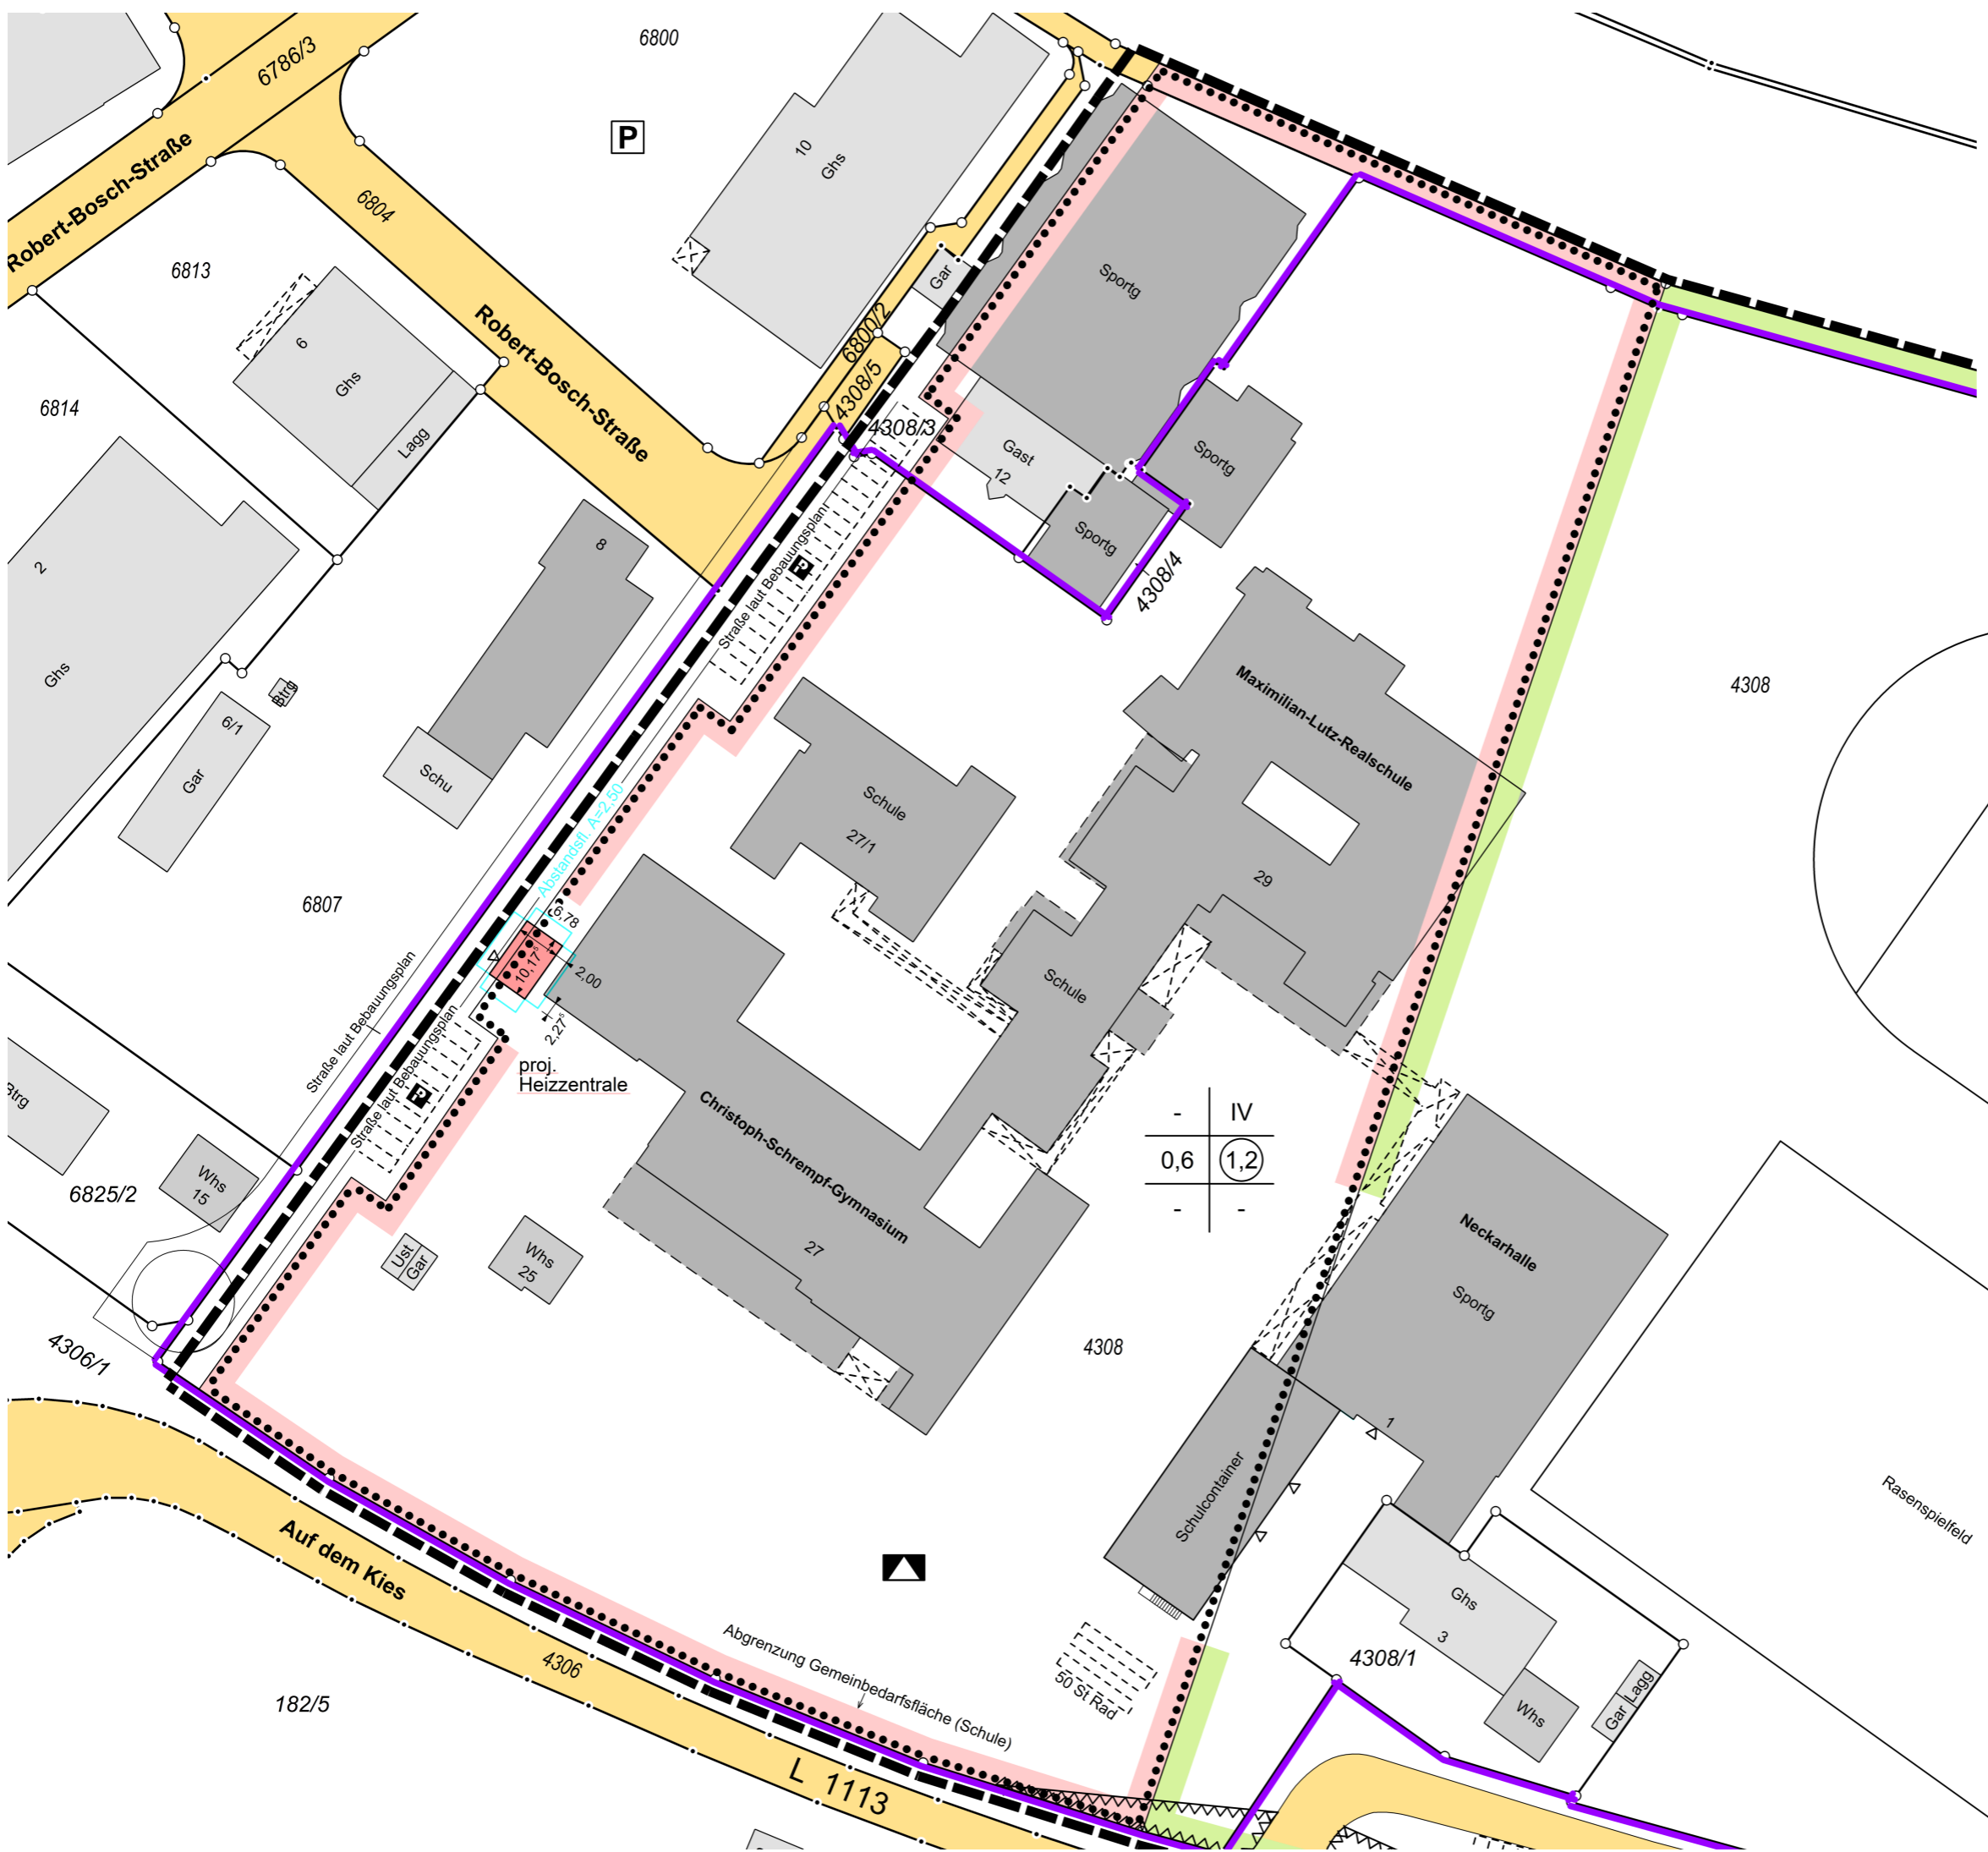 6800
6786/3
P
Robert-Bosch-Straße
10
Ghs
6804
6813
Sportg
Gar
6
Ghs
Robert-Bosch-Straße
6800/2
4308/5
6814
Lagg
4308/3
Gast
12
Sportg
Sportg
4308/4
2
Ghs
8
Straße laut Bebauungsplan
P
Maximilian-Lutz-Realschule
4308
Btrg
6/1
Gar
Schu
Schule
27/1
Abstandsfl. A=2,50
29
6807
6,78
10,17⁵
2,00
2,27⁵
Schule
Straße laut Bebauungsplan
Straße laut Bebauungsplan
P
proj.
Heizzentrale
Btrg
Christoph-Schrempf-Gymnasium
27
- IV
0,6 1,2
- -
Whs
15
6825/2
Ust
Gar
Whs
25
Neckarhalle
Sportg
4306/1
4308
1
Schulcontainer
Rasenspielfeld
Auf dem Kies
Ghs
3
4308/1
50 St Rad
Abgrenzung Gemeinbedarfsfläche (Schule)
4306
182/5
Whs
Gar
Lagg
L 1113